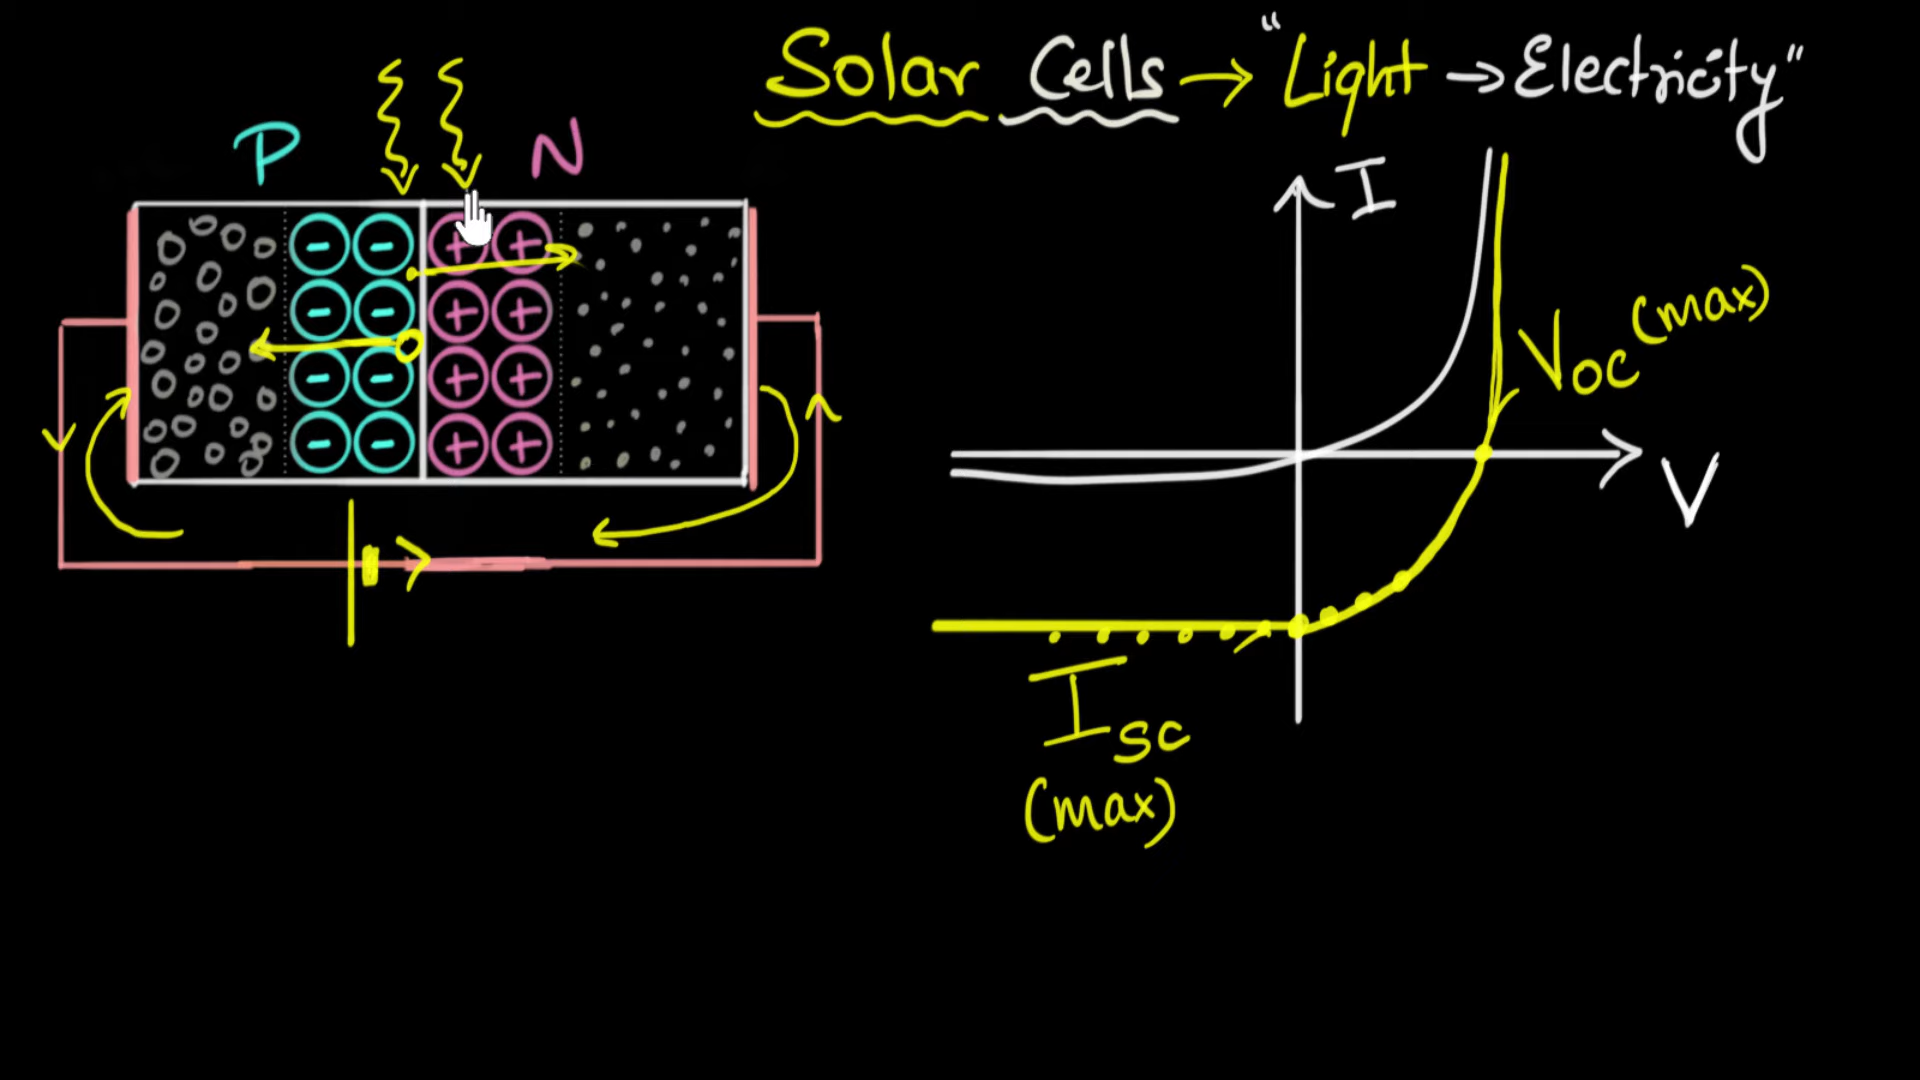 Solar Cells → "Light → Electricity"
P N
I
- - + +
- - + +
- - + +
- - + +
Voc (max)
V
Isc
(max)